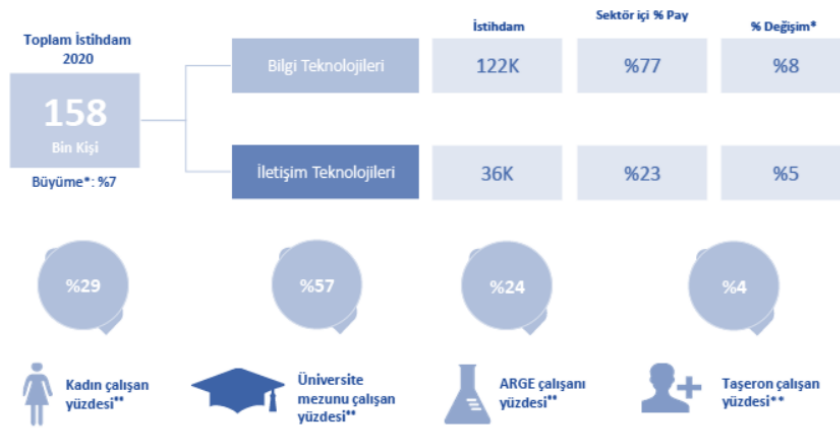 Toplam İstihdam
2020
158
Bin Kişi
Büyüme*: %7
İstihdam
Sektör içi % Pay
% Değişim*
Bilgi Teknolojileri
122K
%77
%8
İletişim Teknolojileri
36K
%23
%5
%29
%57
%24
%4
Kadın çalışan
yüzdesi**
Üniversite
mezunu çalışan
yüzdesi**
ARGE çalışanı
yüzdesi**
Taşeron çalışan
yüzdesi**